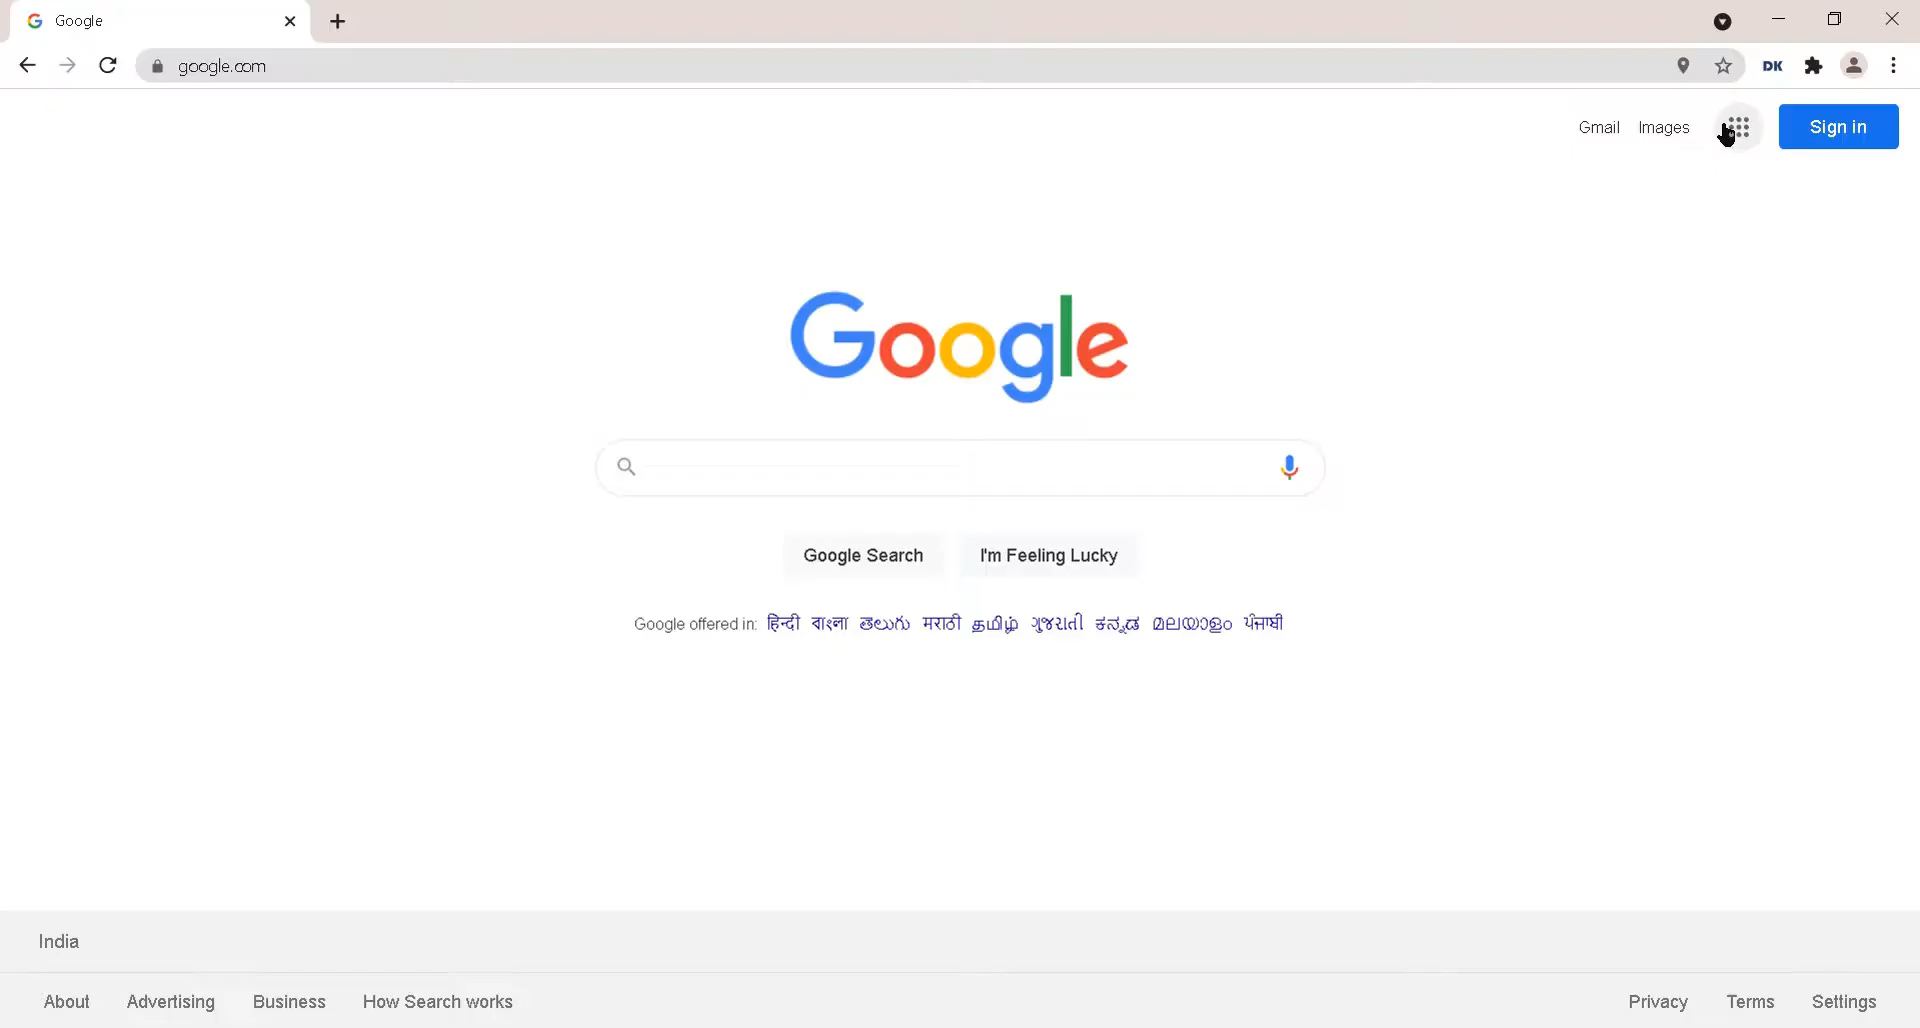 Google
google.com
DK
Gmail Images Sign in
Google
Google Search I'm Feeling Lucky
Google offered in: हिन्दी বাংলা తెలుగు मराठी தமிழ் ગુજરાતી ಕನ್ನಡ മലയാളം ਪੰਜਾਬੀ
India
About Advertising Business How Search works Privacy Terms Settings